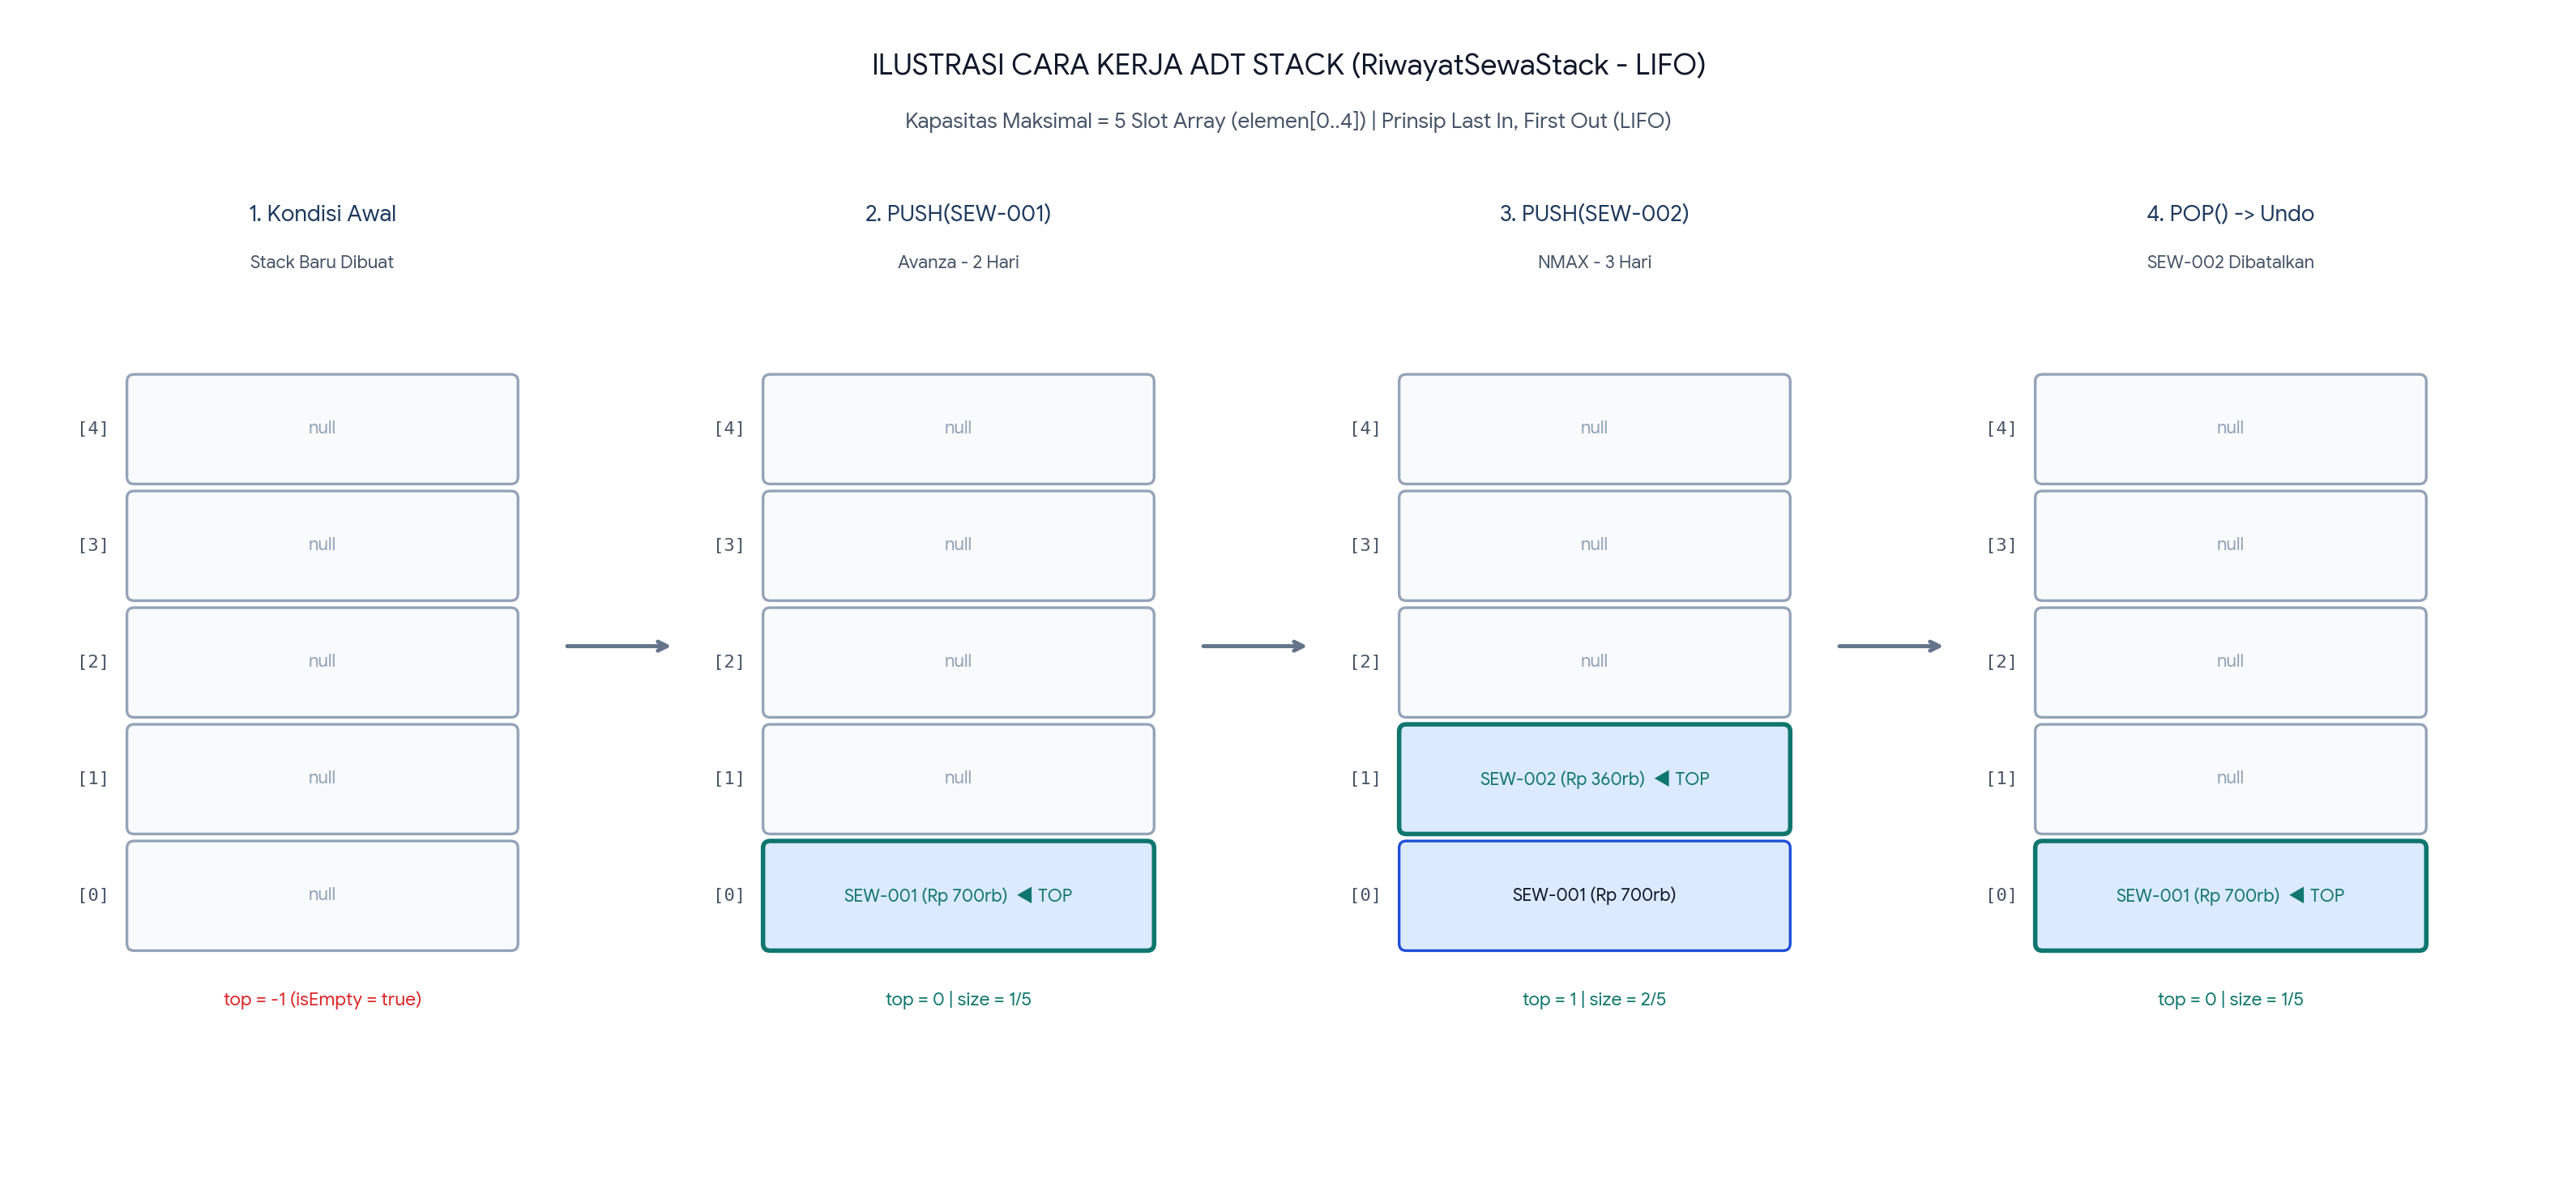 ILUSTRASI CARA KERJA ADT STACK (RiwayatSewaStack - LIFO)
Kapasitas Maksimal = 5 Slot Array (elemen[0..4]) | Prinsip Last In, First Out (LIFO)
1. Kondisi Awal
Stack Baru Dibuat
[4] null
[3] null
[2] null
[1] null
[0] null
top = -1 (isEmpty = true)
2. PUSH(SEW-001)
Avanza - 2 Hari
[4] null
[3] null
[2] null
[1] null
[0] SEW-001 (Rp 700rb) ◀ TOP
top = 0 | size = 1/5
3. PUSH(SEW-002)
NMAX - 3 Hari
[4] null
[3] null
[2] null
[1] SEW-002 (Rp 360rb) ◀ TOP
[0] SEW-001 (Rp 700rb)
top = 1 | size = 2/5
4. POP() -> Undo
SEW-002 Dibatalkan
[4] null
[3] null
[2] null
[1] null
[0] SEW-001 (Rp 700rb) ◀ TOP
top = 0 | size = 1/5